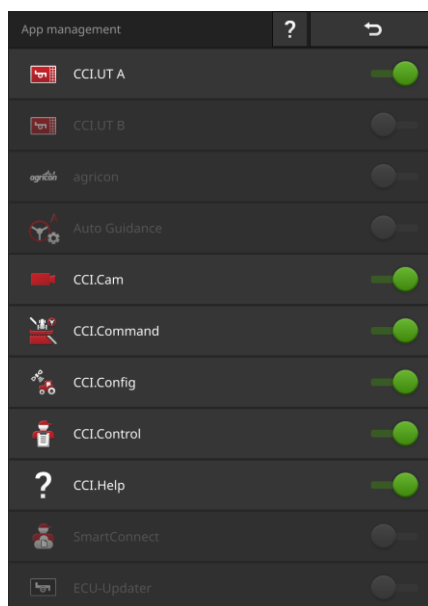 App management ?
CCI.UT A
CCI.UT B
agricon agricon
Auto Guidance
CCI.Cam
CCI.Command
CCI.Config
CCI.Control
? CCI.Help
SmartConnect
ECU-Updater